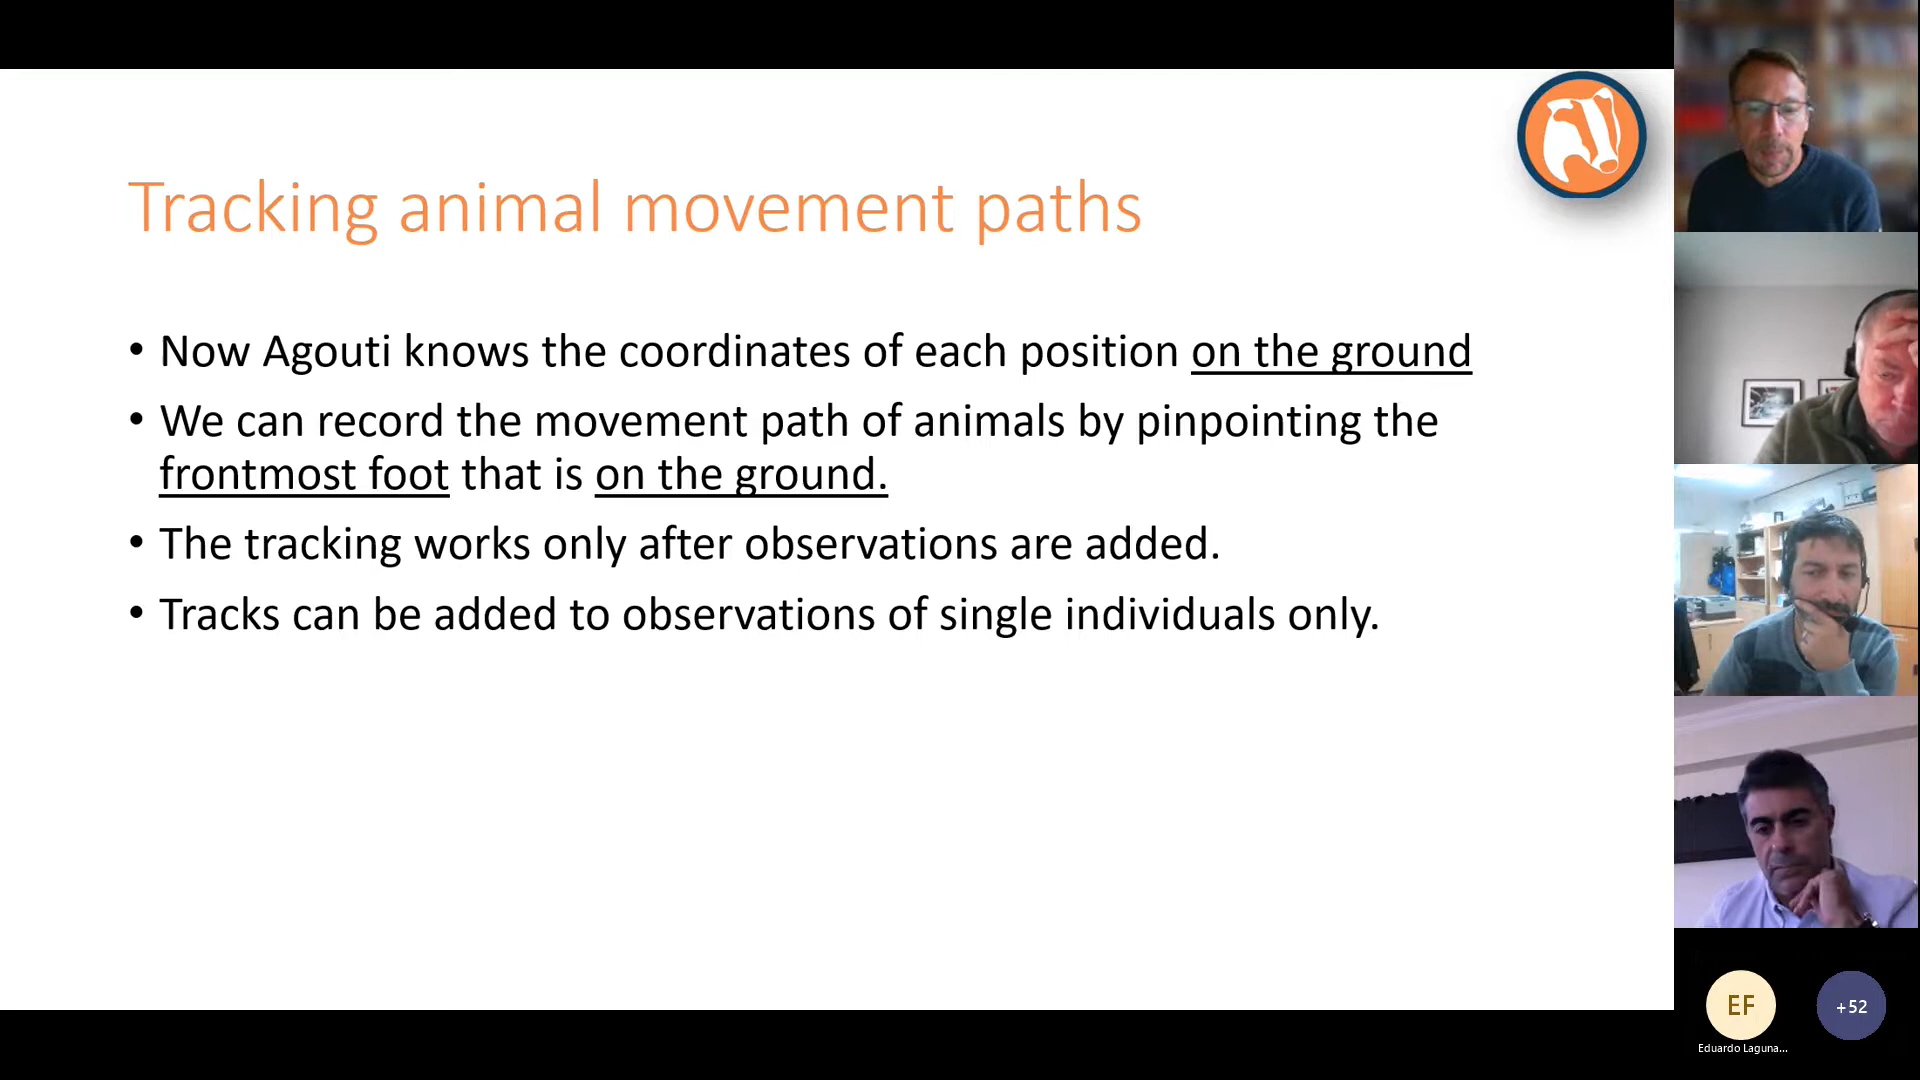 Tracking animal movement paths
• Now Agouti knows the coordinates of each position on the ground
• We can record the movement path of animals by pinpointing the
frontmost foot that is on the ground.
• The tracking works only after observations are added.
• Tracks can be added to observations of single individuals only.
EF
+52
Eduardo Laguna...